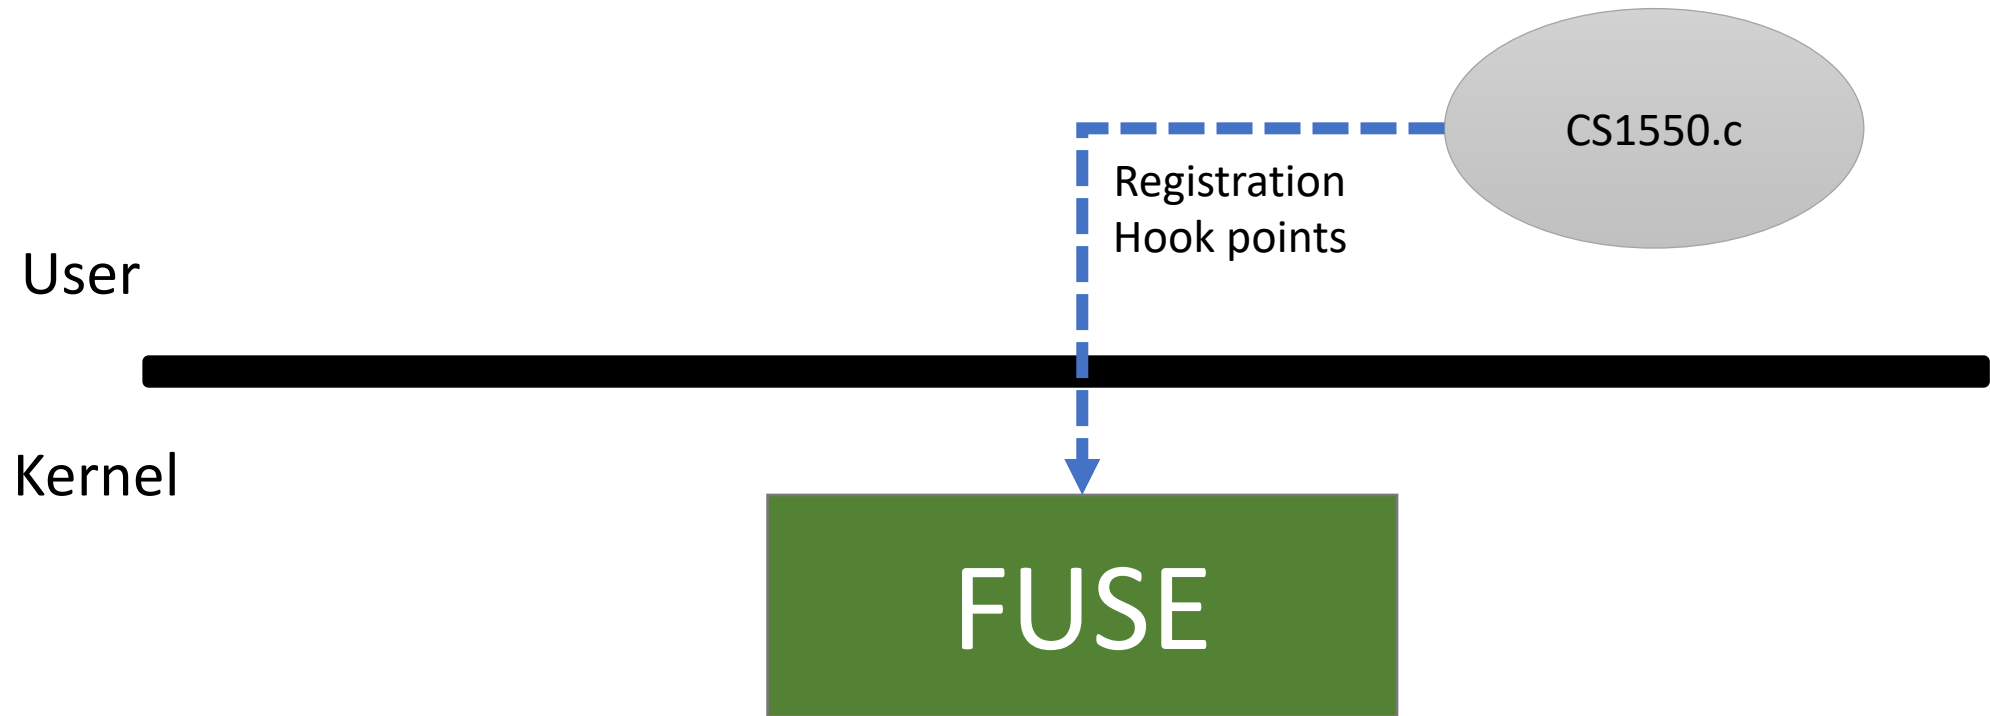 CS1550.c
Registration
Hook points
User
Kernel
FUSE